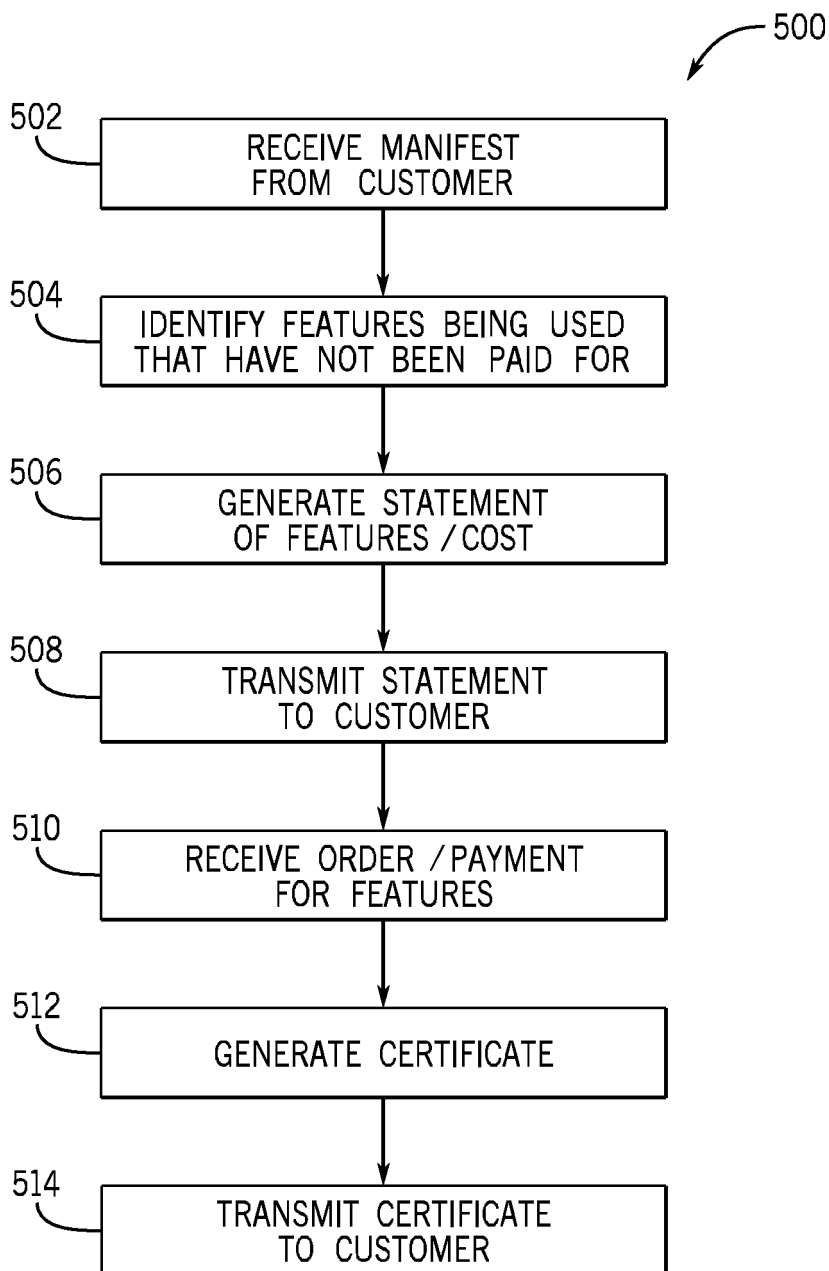 500
502
RECEIVE MANIFEST
FROM CUSTOMER
504
IDENTIFY FEATURES BEING USED
THAT HAVE NOT BEEN PAID FOR
506
GENERATE STATEMENT
OF FEATURES / COST
508
TRANSMIT STATEMENT
TO CUSTOMER
510
RECEIVE ORDER / PAYMENT
FOR FEATURES
512
GENERATE CERTIFICATE
514
TRANSMIT CERTIFICATE
TO CUSTOMER